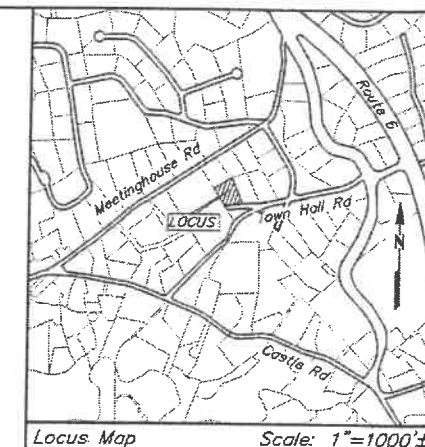 Route 6
Meetinghouse Rd
LOCUS
Town Hall Rd
N
Castle Rd
Locus Map Scale: 1"=1000'±